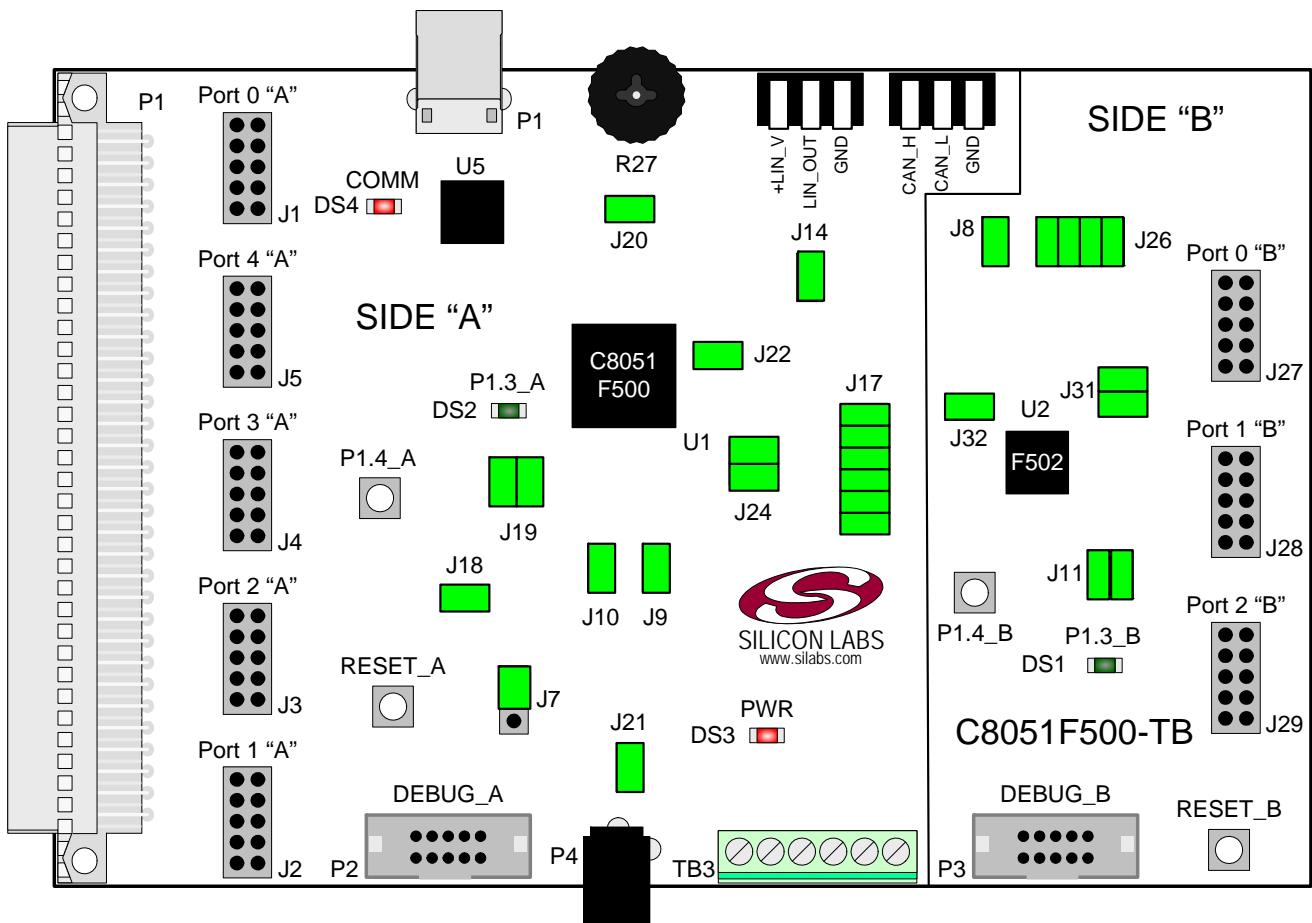 P1
Port 0 “A”
J1
P1
R27
+LIN_V
LIN_OUT
GND
CAN_H
CAN_L
GND
SIDE “B”
COMM
DS4
U5
J20
J14
J8
J26
Port 0 “B”
J27
Port 4 “A”
J5
SIDE “A”
C8051
F500
J22
P1.3_A
DS2
J17
J31
J32
U2
F502
Port 3 “A”
J4
P1.4_A
J19
U1
J24
Port 1 “B”
J28
J18
J10
J9
SILICON LABS
www.silabs.com
J11
P1.4_B
P1.3_B
DS1
Port 2 “A”
J3
RESET_A
J7
J21
PWR
DS3
Port 2 “B”
J29
C8051F500-TB
Port 1 “A”
J2
DEBUG_A
P2
P4
TB3
DEBUG_B
P3
RESET_B